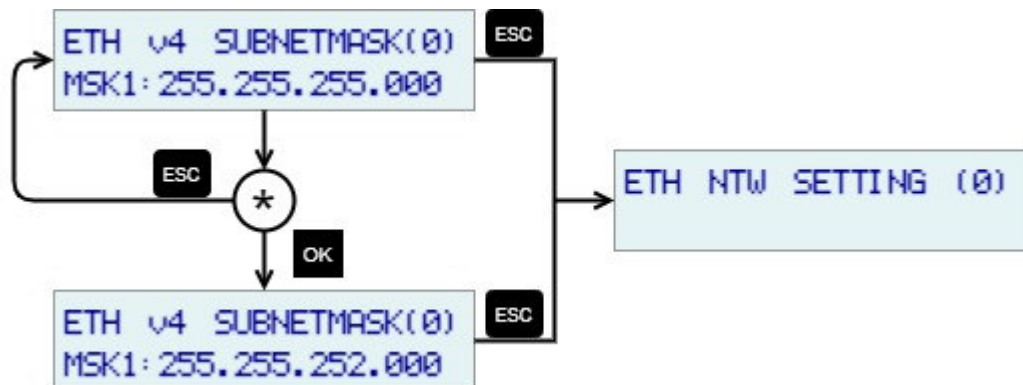 ETH v4 SUBNETMASK(0)
MSK1:255.255.255.000
ESC
ESC
*
OK
ETH NTW SETTING (0)
ETH v4 SUBNETMASK(0)
MSK1:255.255.252.000
ESC